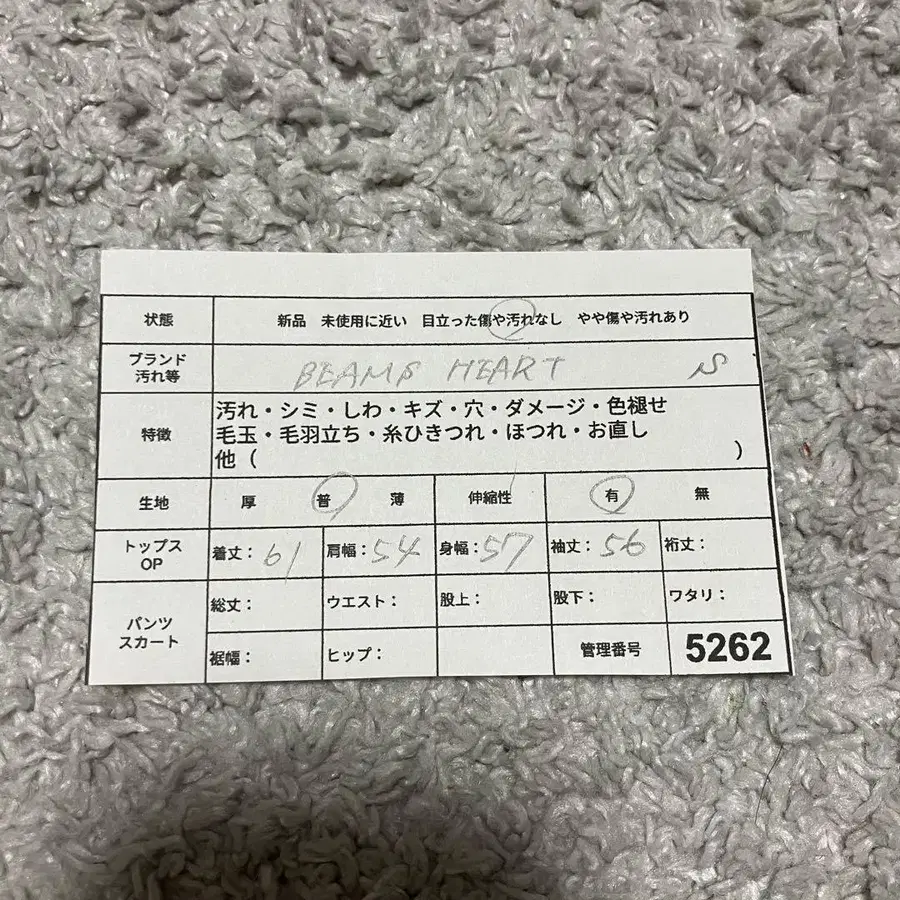 状態 新品 未使用に近い 目立った傷や汚れなし やや傷や汚れあり
ブランド
汚れ等 BEAMS HEART
特徴 汚れ・シミ・しわ・キズ・穴・ダメージ・色褪せ
毛玉・毛羽立ち・糸ひきつれ・ほつれ・お直し
他（ ）
生地 厚 普 薄 伸縮性 有 無
トップス
OP 着丈：61 肩幅：54 身幅：57 袖丈：56 裄丈：
パンツ
スカート 総丈： ウエスト： 股上： 股下： ワタリ：
裾幅： ヒップ： 管理番号 5262